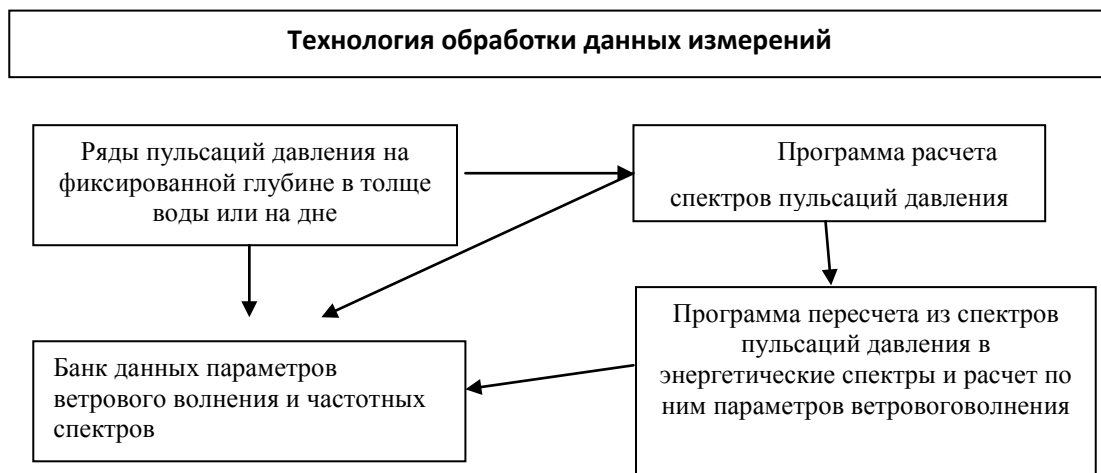 Технология обработки данных измерений
Ряды пульсаций давления на
фиксированной глубине в толще
воды или на дне
Программа расчета
спектров пульсаций давления
Банк данных параметров
ветрового волнения и частотных
спектров
Программа пересчета из спектров
пульсаций давления в
энергетические спектры и расчет по
ним параметров ветровоговолнения